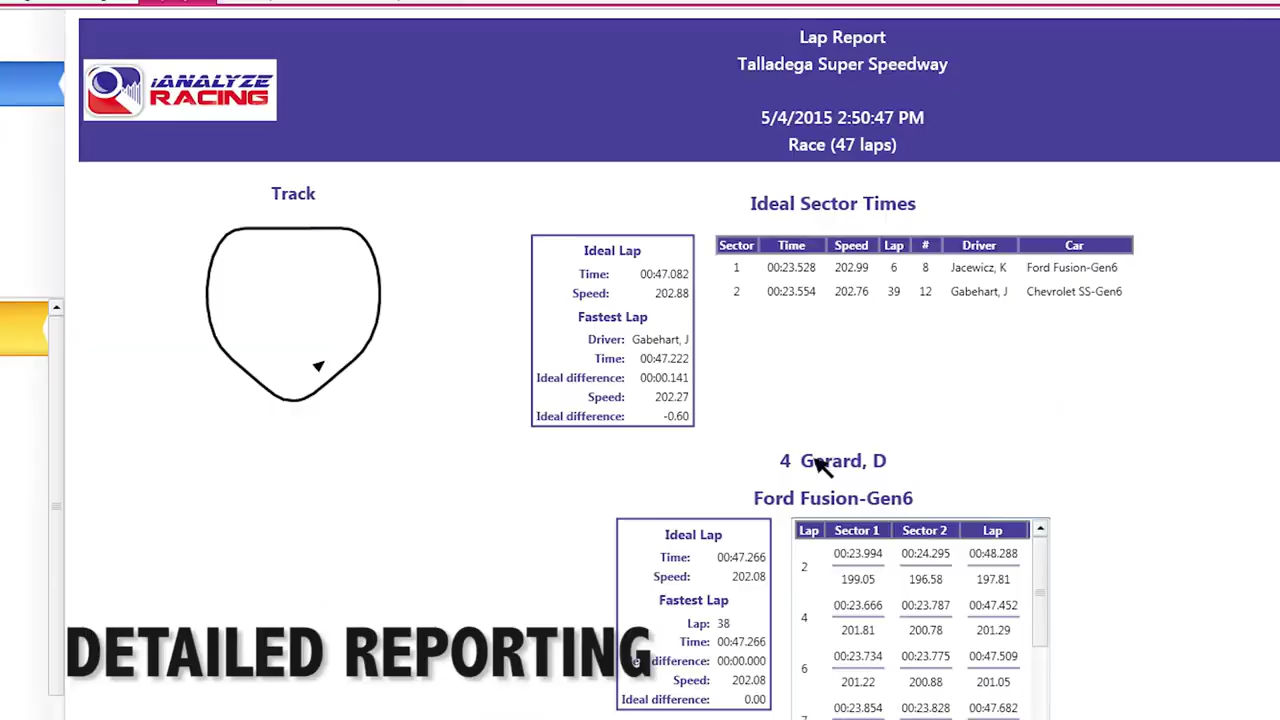 Lap Report
Talladega Super Speedway
5/4/2015 2:50:47 PM
Race (47 laps)
iANALYZE
RACING
Track
Ideal Sector Times
Ideal Lap
Time: 00:47.082
Speed: 202.88
Fastest Lap
Driver: Gabehart, J
Time: 00:47.222
Ideal difference: 00:00.141
Speed: 202.27
Ideal difference: -0.60
Sector Time Speed Lap # Driver Car
1 00:23.528 202.99 6 8 Jacewicz, K Ford Fusion-Gen6
2 00:23.554 202.76 39 12 Gabehart, J Chevrolet SS-Gen6
4 Gerard, D
Ford Fusion-Gen6
Ideal Lap
Time: 00:47.266
Speed: 202.08
Fastest Lap
Lap: 38
Time: 00:47.266
difference: 00:00.000
Speed: 202.08
Ideal difference: 0.00
Lap Sector 1 Sector 2 Lap
00:23.994 00:24.295 00:48.288
2
199.05 196.58 197.81
00:23.666 00:23.787 00:47.452
4
201.81 200.78 201.29
00:23.734 00:23.775 00:47.509
6
201.22 200.88 201.05
00:23.854 00:23.828 00:47.682
DETAILED REPORTING